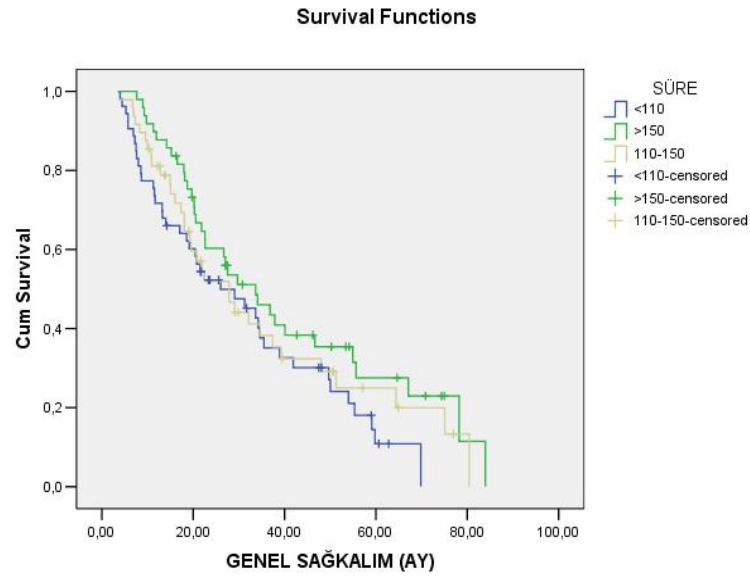 Survival Functions
SÜRE
<110
>150
110-150
<110-censored
>150-censored
110-150-censored
Cum Survival
1,0
0,8
0,6
0,4
0,2
0,0
0,00 20,00 40,00 60,00 80,00 100,00
GENEL SAĞKALIM (AY)